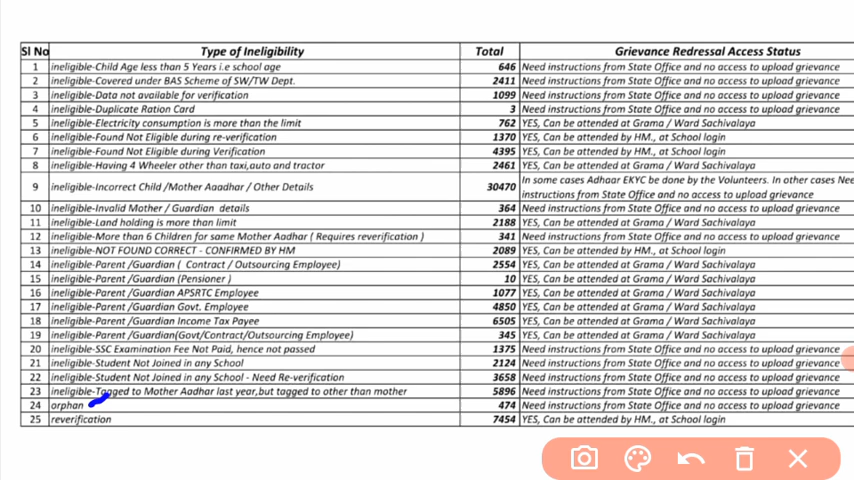 Sl No Type of Ineligibility Total Grievance Redressal Access Status
1 ineligible-Child Age less than 5 Years i.e school age 646 Need instructions from State Office and no access to upload grievance
2 ineligible-Covered under BAS Scheme of SW/TW Dept. 2411 Need instructions from State Office and no access to upload grievance
3 ineligible-Data not available for verification 1099 Need instructions from State Office and no access to upload grievance
4 ineligible-Duplicate Ration Card 3 Need instructions from State Office and no access to upload grievance
5 ineligible-Electricity consumption is more than the limit 762 YES, Can be attended at Grama / Ward Sachivalaya
6 ineligible-Found Not Eligible during re-verification 1370 YES, Can be attended by HM., at School login
7 ineligible-Found Not Eligible during Verification 4395 YES, Can be attended by HM., at School login
8 ineligible-Having 4 Wheeler other than taxi,auto and tractor 2461 YES, Can be attended at Grama / Ward Sachivalaya
9 ineligible-Incorrect Child /Mother Aaadhar / Other Details 30470 In some cases Adhaar EKYC be done by the Volunteers. In other cases Nee
instructions from State Office and no access to upload grievance
10 ineligible-Invalid Mother / Guardian details 364 Need instructions from State Office and no access to upload grievance
11 ineligible-Land holding is more than limit 2188 YES, Can be attended at Grama / Ward Sachivalaya
12 ineligible-More than 6 Children for same Mother Aadhar ( Requires reverification ) 341 Need instructions from State Office and no access to upload grievance
13 ineligible-NOT FOUND CORRECT - CONFIRMED BY HM 2089 YES, Can be attended by HM., at School login
14 ineligible-Parent /Guardian ( Contract / Outsourcing Employee) 2554 YES, Can be attended at Grama / Ward Sachivalaya
15 ineligible-Parent /Guardian (Pensioner ) 10 YES, Can be attended at Grama / Ward Sachivalaya
16 ineligible-Parent /Guardian APSRTC Employee 1077 YES, Can be attended at Grama / Ward Sachivalaya
17 ineligible-Parent /Guardian Govt. Employee 4850 YES, Can be attended at Grama / Ward Sachivalaya
18 ineligible-Parent /Guardian Income Tax Payee 6505 YES, Can be attended at Grama / Ward Sachivalaya
19 ineligible-Parent /Guardian(Govt/Contract/Outsourcing Employee) 345 YES, Can be attended at Grama / Ward Sachivalaya
20 ineligible-SSC Examination Fee Not Paid, hence not passed 1375 Need instructions from State Office and no access to upload grievance
21 ineligible-Student Not Joined in any School 2124 Need instructions from State Office and no access to upload grievance
22 ineligible-Student Not Joined in any School - Need Re-verification 3658 Need instructions from State Office and no access to upload grievance
23 ineligible-Tagged to Mother Aadhar last year,but tagged to other than mother 5896 Need instructions from State Office and no access to upload grievance
24 orphan 474 Need instructions from State Office and no access to upload grievance
25 reverification 7454 YES, Can be attended by HM., at School login